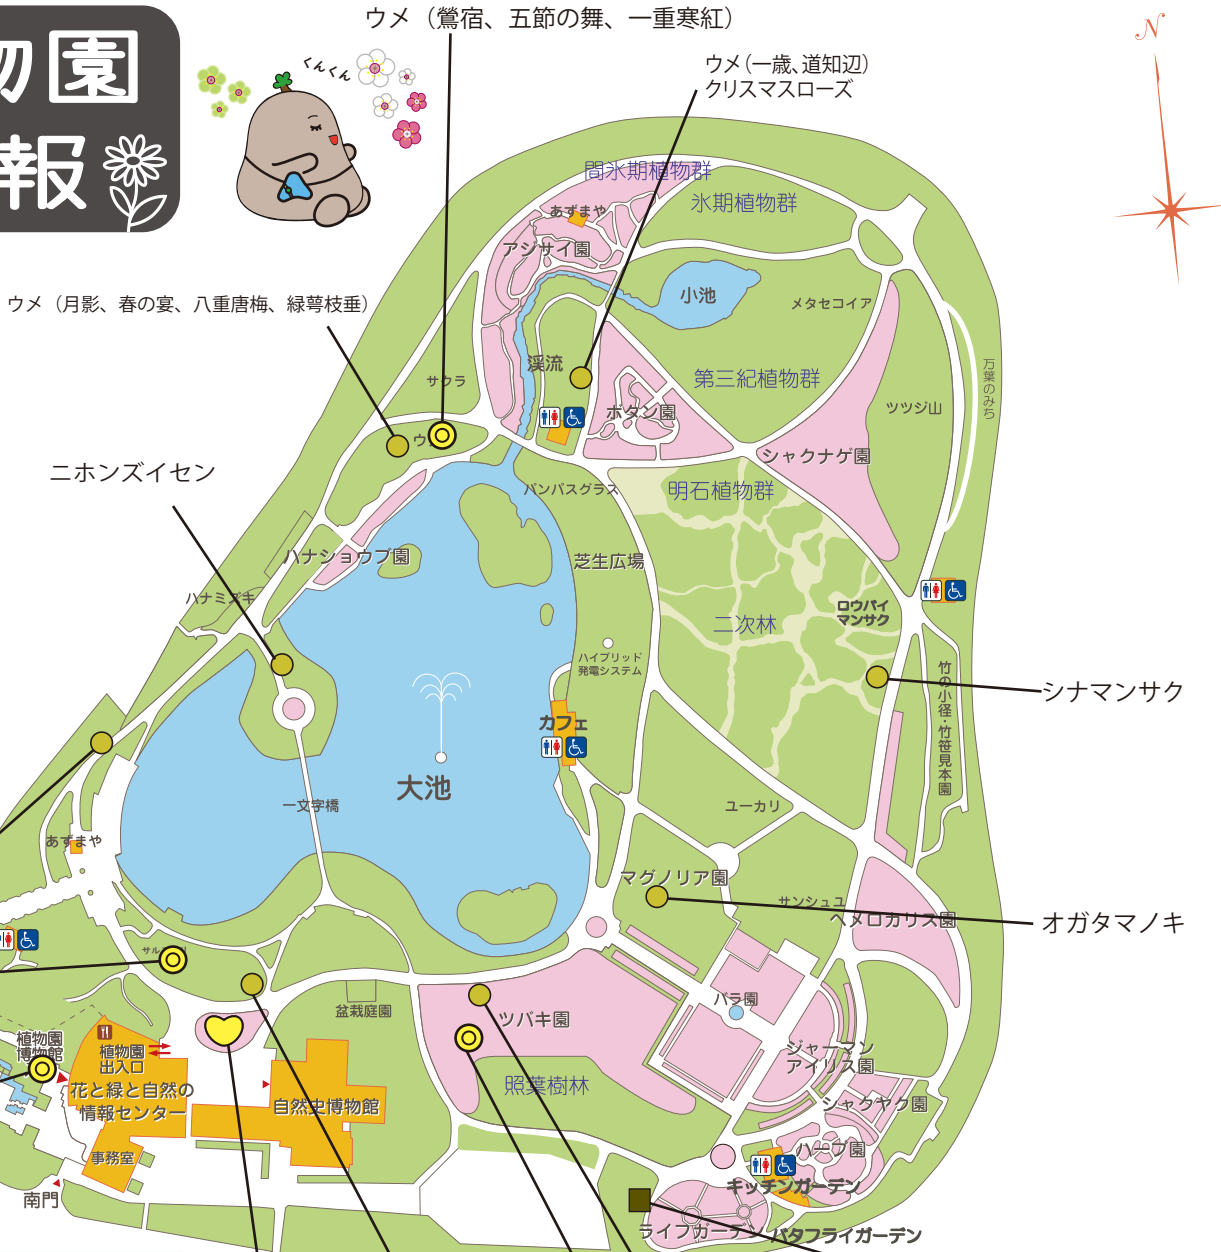 物園
報
くんくん
N
ウメ（鶯宿、五節の舞、一重寒紅）
ウメ（一歳、道知辺）
クリスマスローズ
間氷期植物群
氷期植物群
あずまや
アジサイ園
小池
メタセコイア
ウメ（月影、春の宴、八重唐梅、緑萼枝垂）
渓流
サクラ
第三紀植物群
万葉のみち
ボタン園
ツツジ山
シャクナゲ園
ニホンズイセン
パンパスグラス
明石植物群
ハナショウブ園
芝生広場
ハナミズキ
ロウバイ
マンサク
二次林
ハイブリッド
発電システム
竹の小径・竹笹見本園
シナマンサク
カフェ
大池
一文字橋
ユーカリ
あずまや
マグノリア園
サンシュユ
ヘメロカリス園
オガタマノキ
バラ園
盆栽庭園
ツバキ園
植物園
博物館
植物園
出入口
ジャーマン
アイリス園
花と緑と自然の
情報センター
自然史博物館
照葉樹林
シャクヤク園
事務室
ハーブ園
キッチンガーデン
南門
ライフガーデン
バタフライガーデン